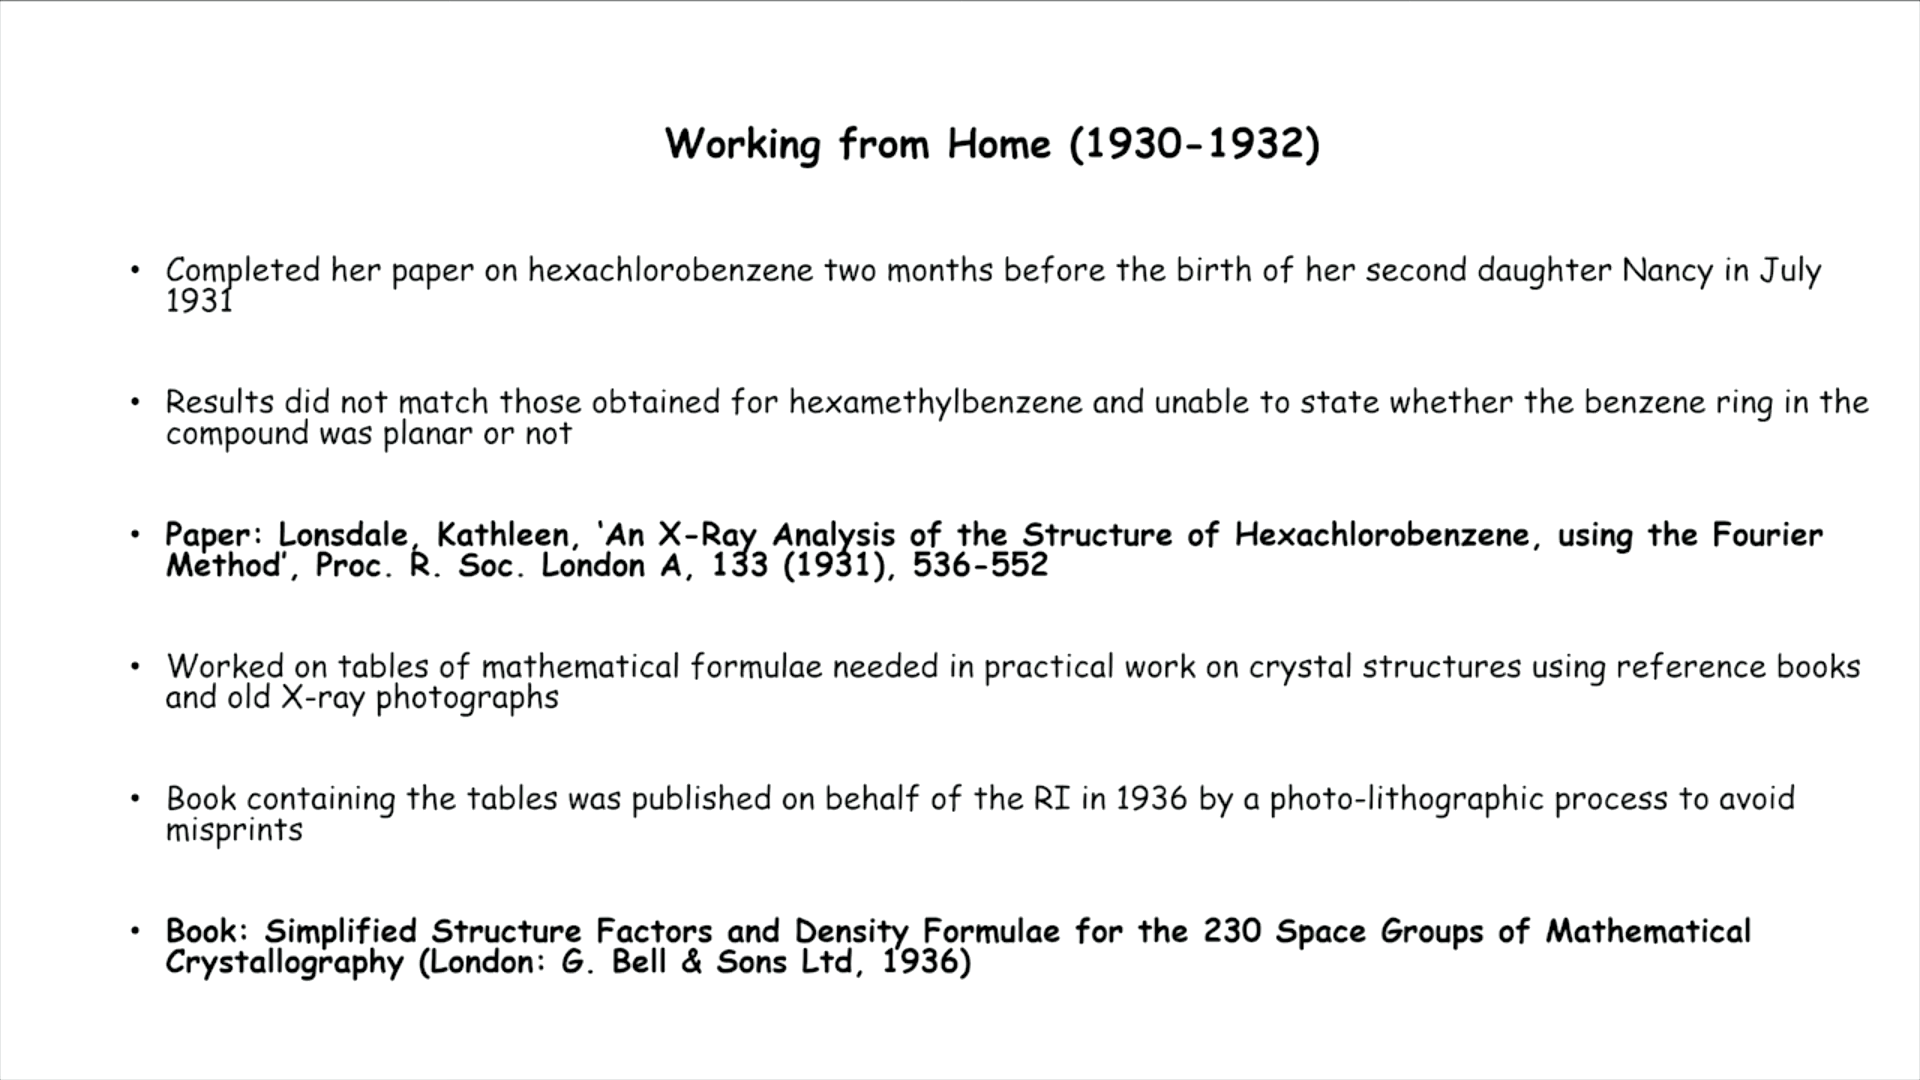 Working from Home (1930-1932)
• Completed her paper on hexachlorobenzene two months before the birth of her second daughter Nancy in July
1931
• Results did not match those obtained for hexamethylbenzene and unable to state whether the benzene ring in the
compound was planar or not
• Paper: Lonsdale, Kathleen, ‘An X-Ray Analysis of the Structure of Hexachlorobenzene, using the Fourier
Method’, Proc. R. Soc. London A, 133 (1931), 536-552
• Worked on tables of mathematical formulae needed in practical work on crystal structures using reference books
and old X-ray photographs
• Book containing the tables was published on behalf of the RI in 1936 by a photo-lithographic process to avoid
misprints
• Book: Simplified Structure Factors and Density Formulae for the 230 Space Groups of Mathematical
Crystallography (London: G. Bell & Sons Ltd, 1936)